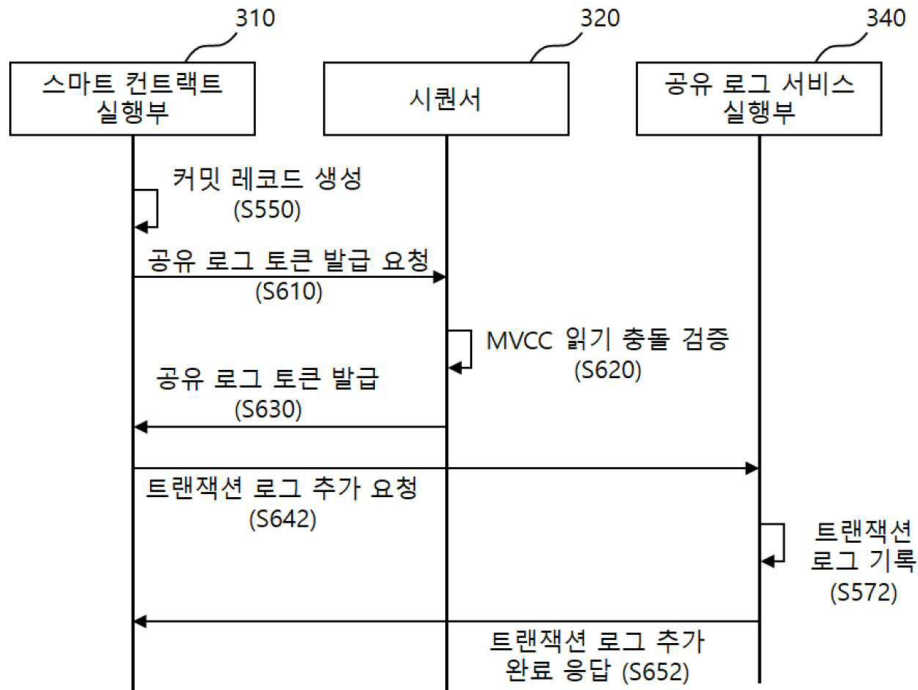 310
320
340
스마트 컨트랙트
실행부
시퀀서
공유 로그 서비스
실행부
커밋 레코드 생성
(S550)
공유 로그 토큰 발급 요청
(S610)
MVCC 읽기 충돌 검증
(S620)
공유 로그 토큰 발급
(S630)
트랜잭션 로그 추가 요청
(S642)
트랜잭션
로그 기록
(S572)
트랜잭션 로그 추가
완료 응답 (S652)